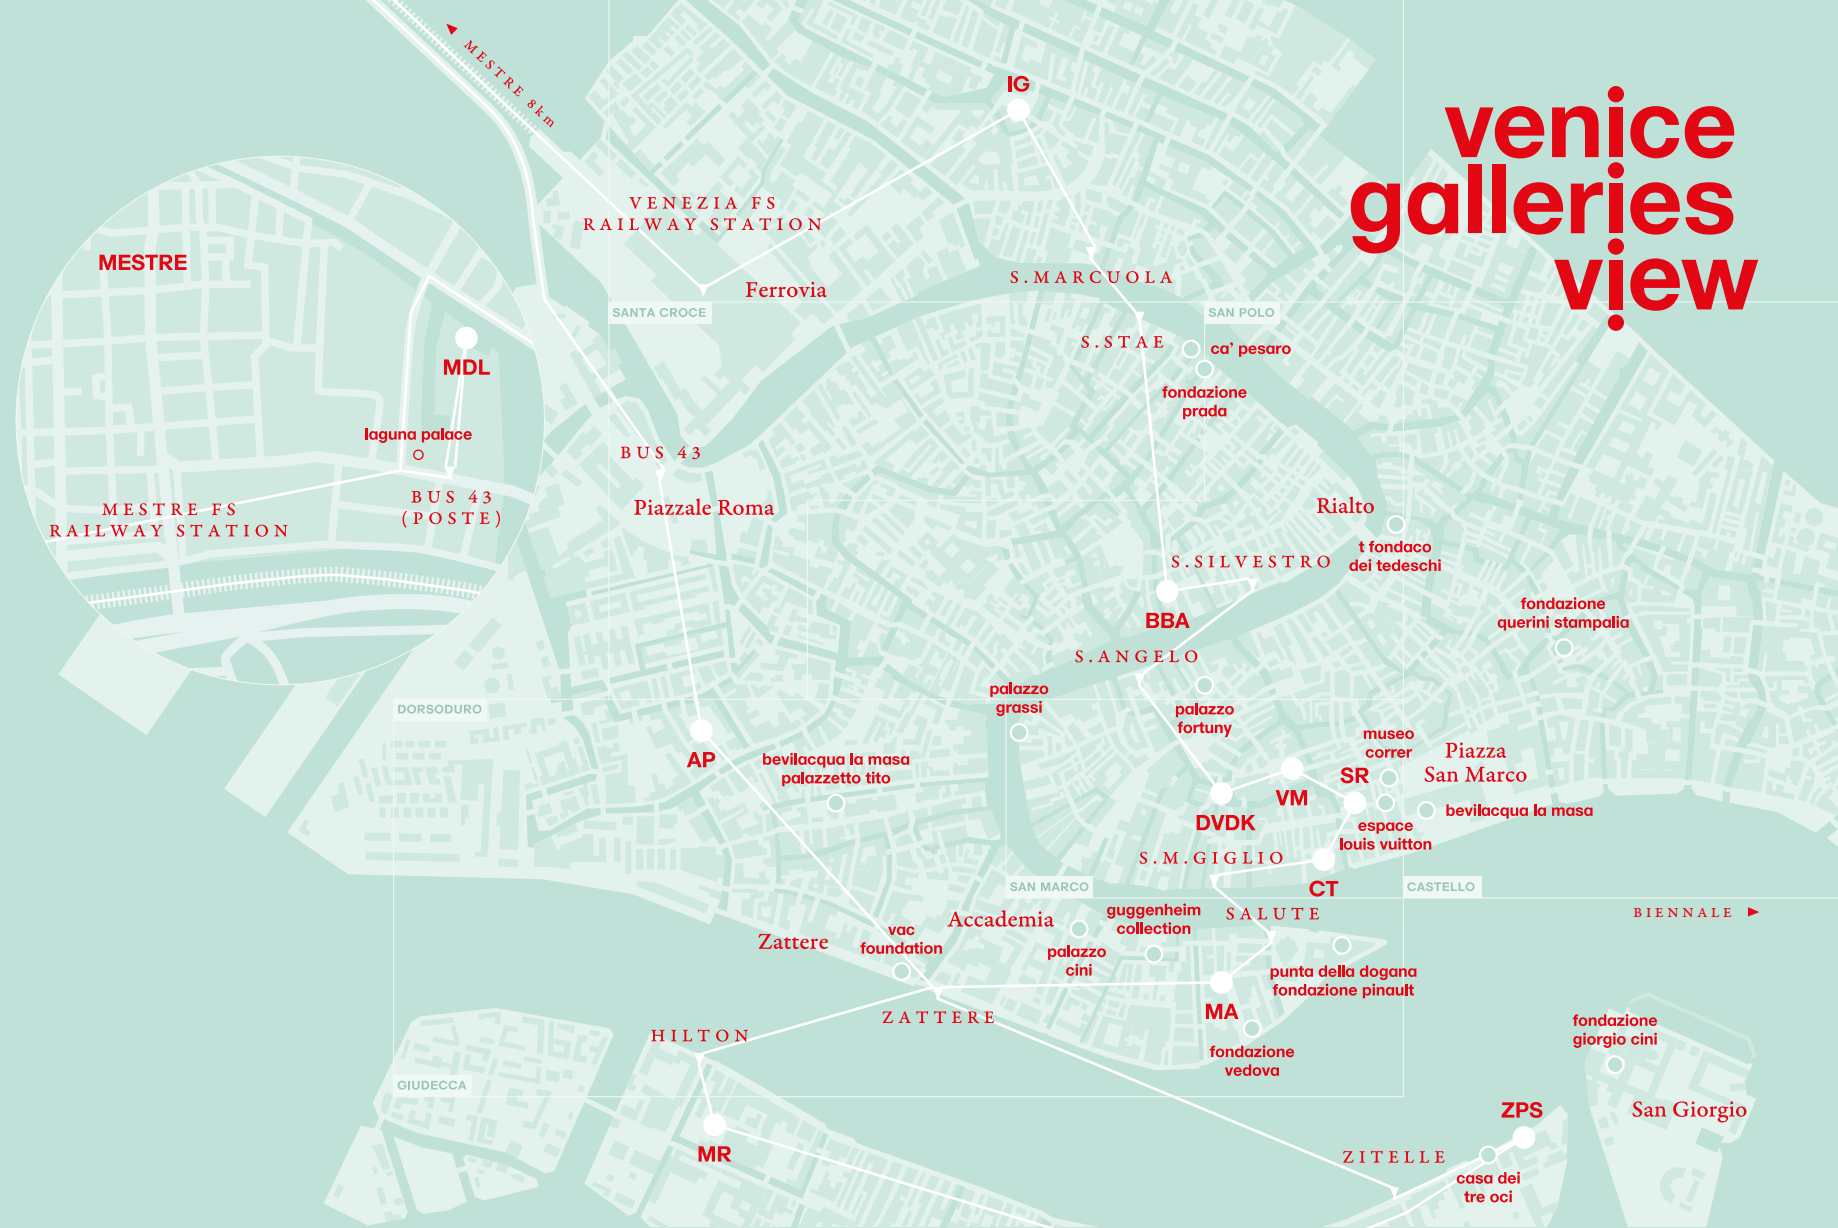 venice
galleries
view
MESTRE 8km
IG
VENEZIA FS
RAILWAY STATION
MESTRE
Ferrovia
S.MARCUOLA
SANTA CROCE
SAN POLO
S.STAE
ca' pesaro
MDL
fondazione
prada
laguna palace
BUS 43
BUS 43
(POSTE)
MESTRE FS
RAILWAY STATION
Piazzale Roma
Rialto
t fondaco
dei tedeschi
S.SILVESTRO
BBA
fondazione
querini stampalia
S.ANGELO
palazzo
grassi
DORSODURO
palazzo
fortuny
museo
correr
Piazza
San Marco
AP
bevilacqua la masa
palazzetto tito
SR
VM
DVDK
bevilacqua la masa
espace
louis vuitton
S.M.GIGLIO
SAN MARCO
CT
CASTELLO
guggenheim
collection
SALUTE
BIENNALE
Accademia
Zattere
vac
foundation
palazzo
cini
punta della dogana
fondazione pinault
MA
ZATTERE
HILTON
fondazione
vedova
fondazione
giorgio cini
GIUDECCA
ZPS
San Giorgio
MR
ZITELLE
casa dei
tre oci